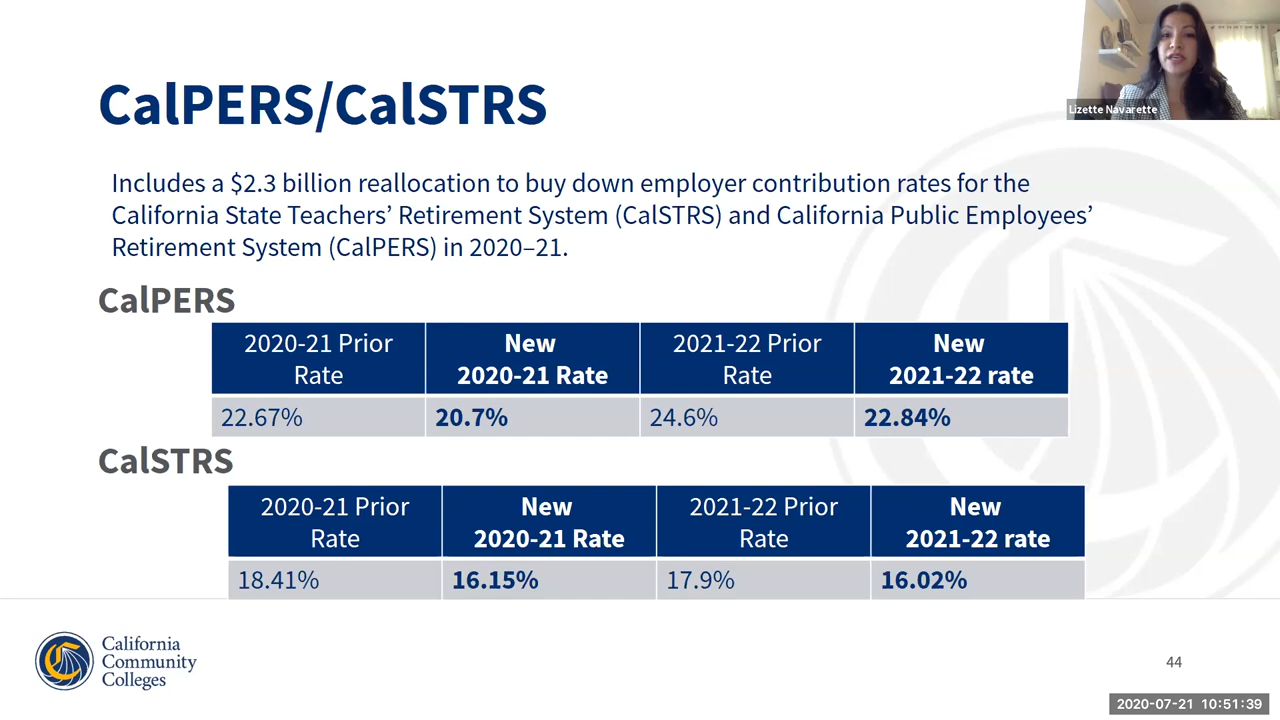 Lizette Navarette
CalPERS/CalSTRS
Includes a $2.3 billion reallocation to buy down employer contribution rates for the
California State Teachers’ Retirement System (CalSTRS) and California Public Employees’
Retirement System (CalPERS) in 2020–21.
CalPERS
2020-21 Prior Rate New 2020-21 Rate 2021-22 Prior Rate New 2021-22 rate
22.67% 20.7% 24.6% 22.84%
CalSTRS
2020-21 Prior Rate New 2020-21 Rate 2021-22 Prior Rate New 2021-22 rate
18.41% 16.15% 17.9% 16.02%
California
Community
Colleges
44
2020-07-21 10:51:39